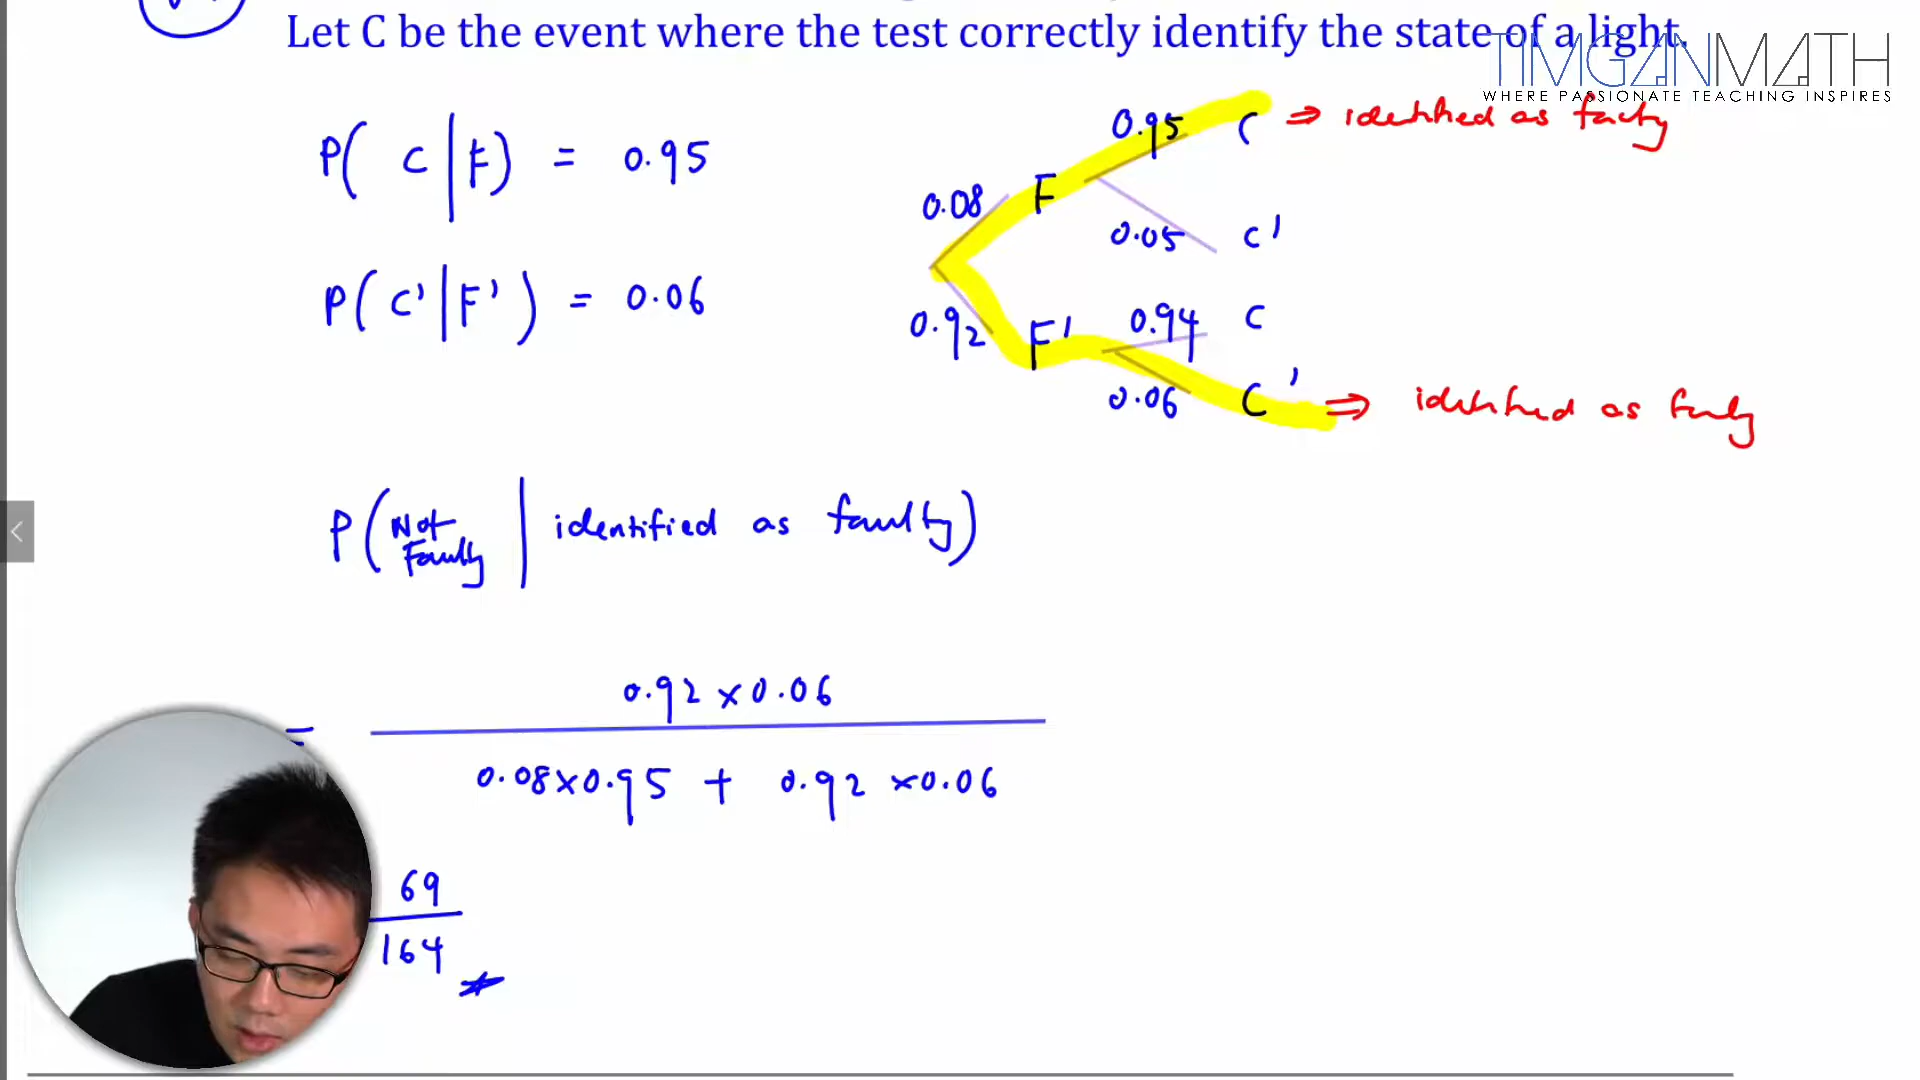 Let C be the event where the test correctly identify the state of a light.
TIMGANMATH
WHERE PASSIONATE TEACHING INSPIRES
P( C | F) = 0.95
P( C' | F' ) = 0.06
0.95 C ⇒ identified as faulty
0.08 F
0.05 C'
0.92 F' 0.94 C
0.06 C' ⇒ identified as faulty
P( Not Faulty | identified as faulty)
= 0.92 × 0.06
0.08 × 0.95 + 0.92 × 0.06
69
164